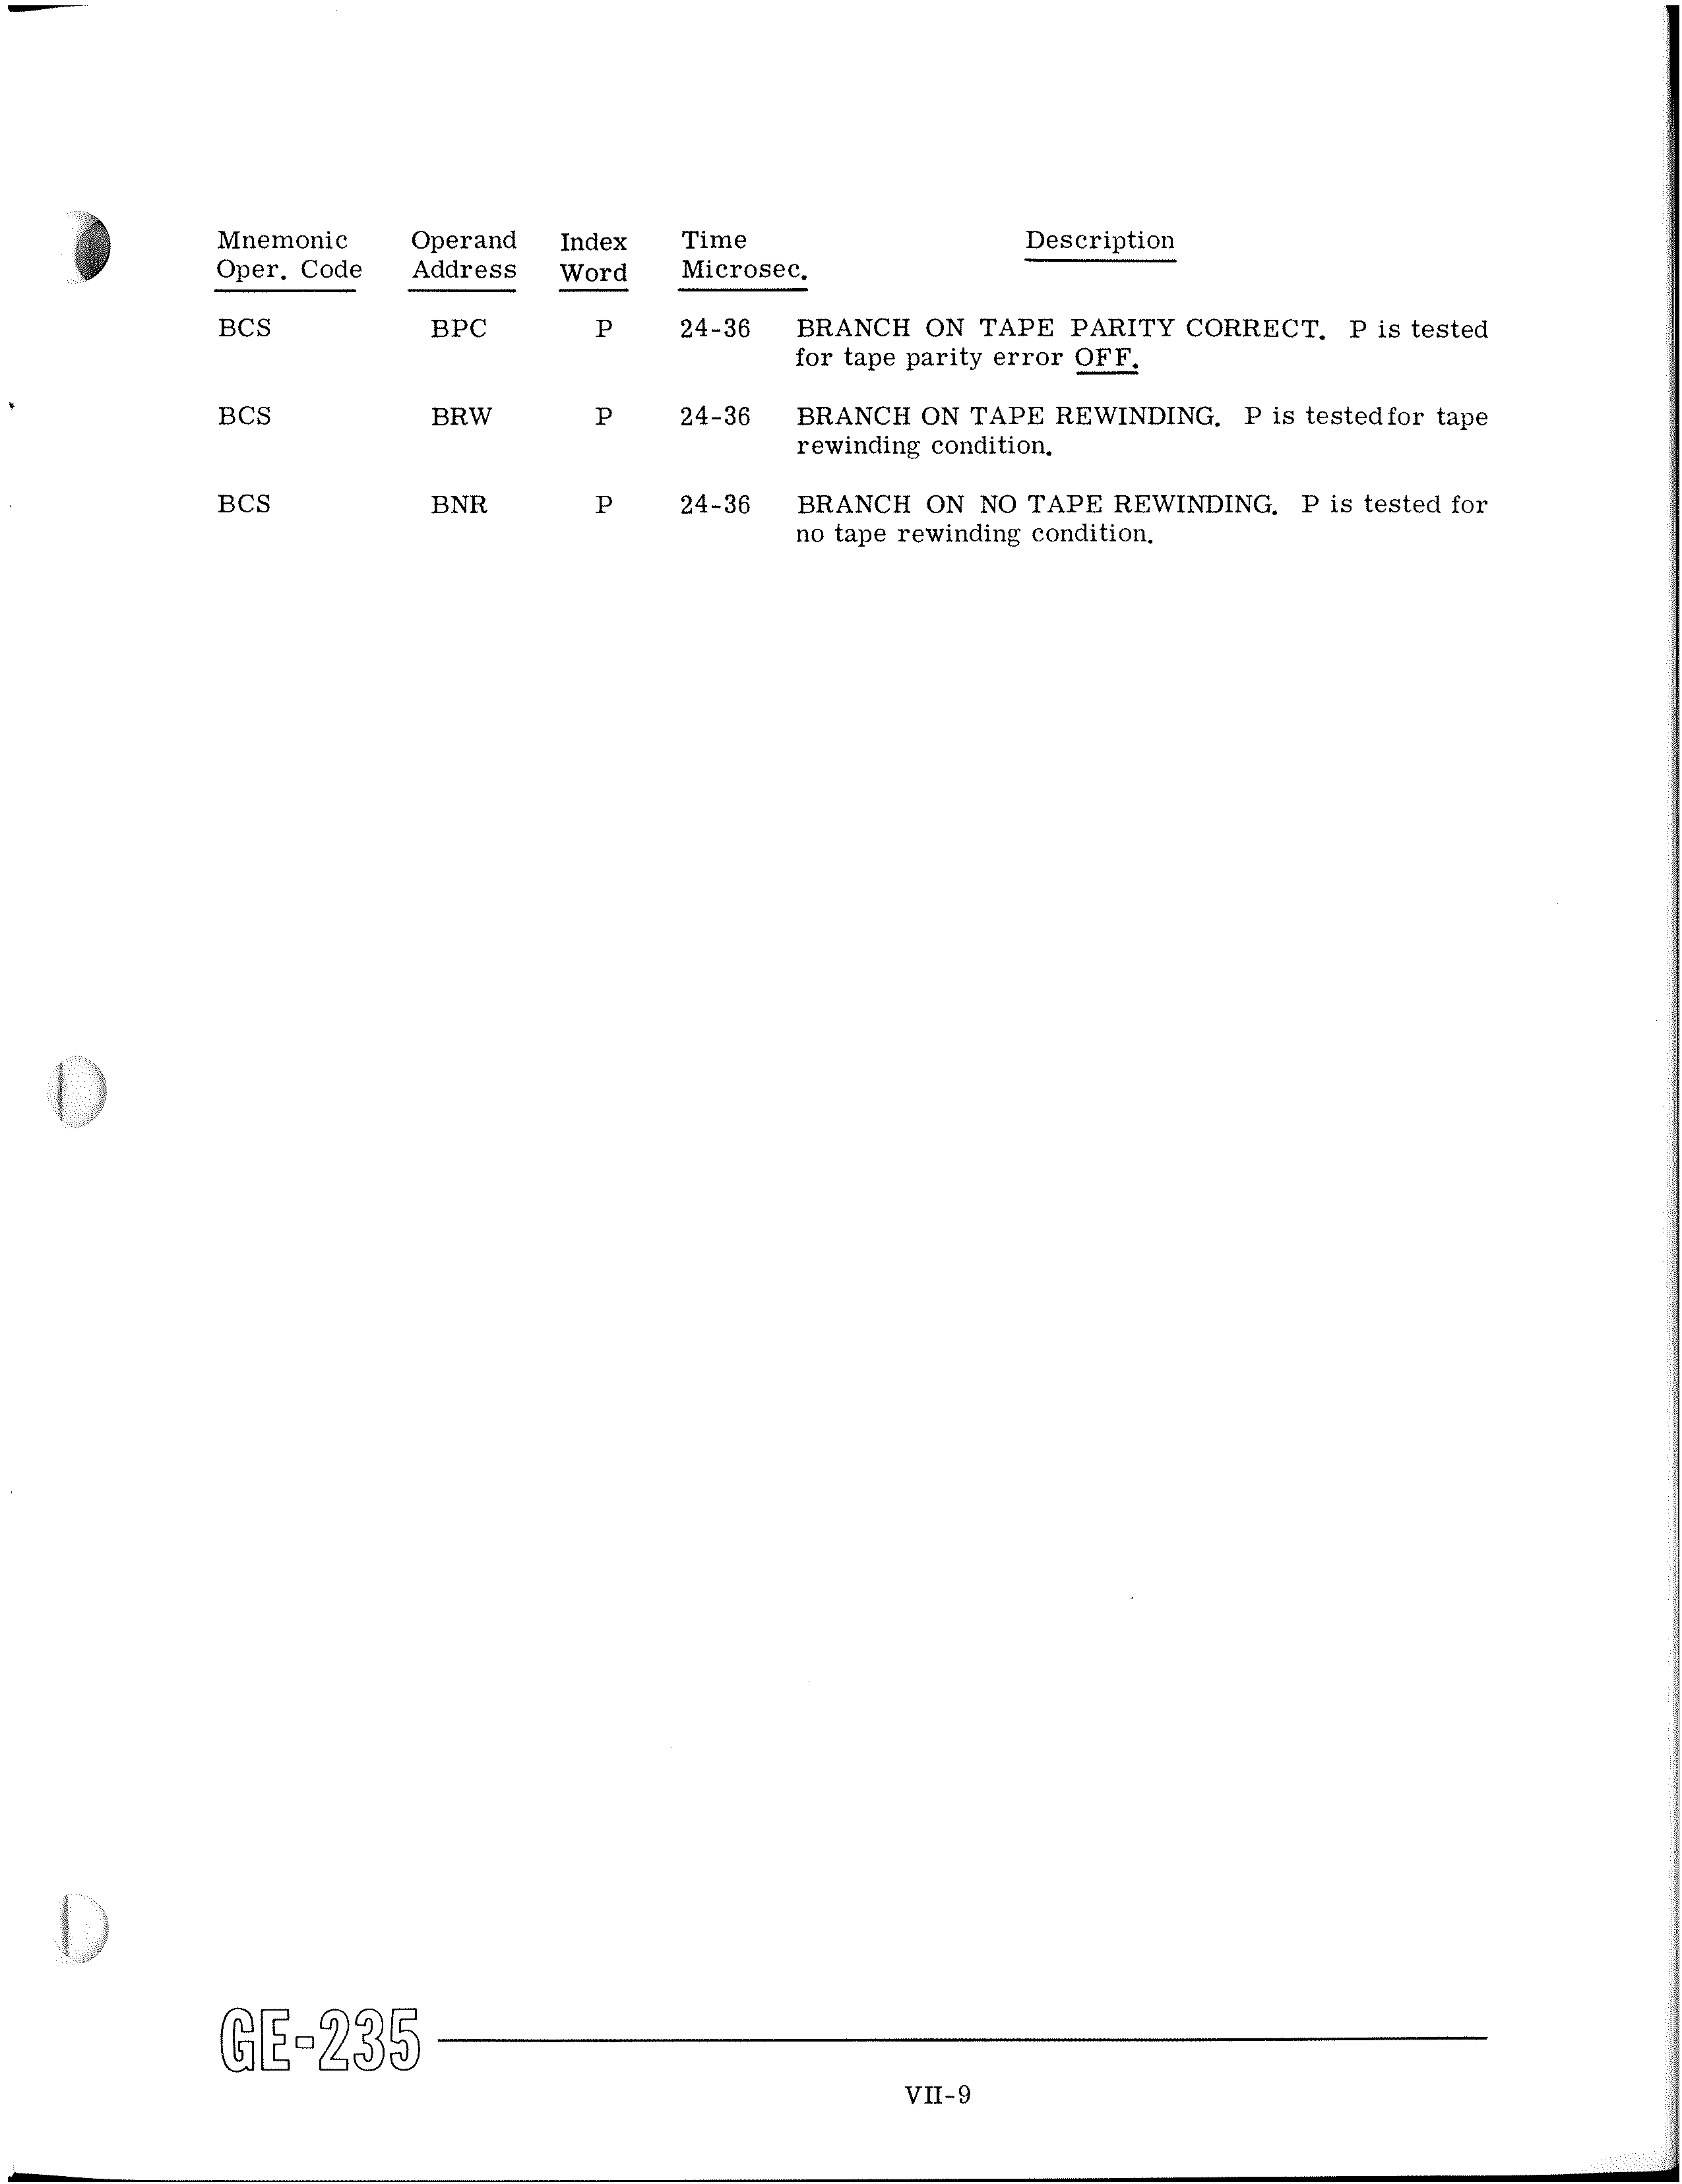 Mnemonic Operand Index Time Description
Oper. Code Address Word Microsec.
BCS BPC P 24-36 BRANCH ON TAPE PARITY CORRECT. P is tested
for tape parity error OFF.
BCS BRW P 24-36 BRANCH ON TAPE REWINDING. P is tested for tape
rewinding condition.
BCS BNR P 24-36 BRANCH ON NO TAPE REWINDING. P is tested for
no tape rewinding condition.
GE-235
VII-9